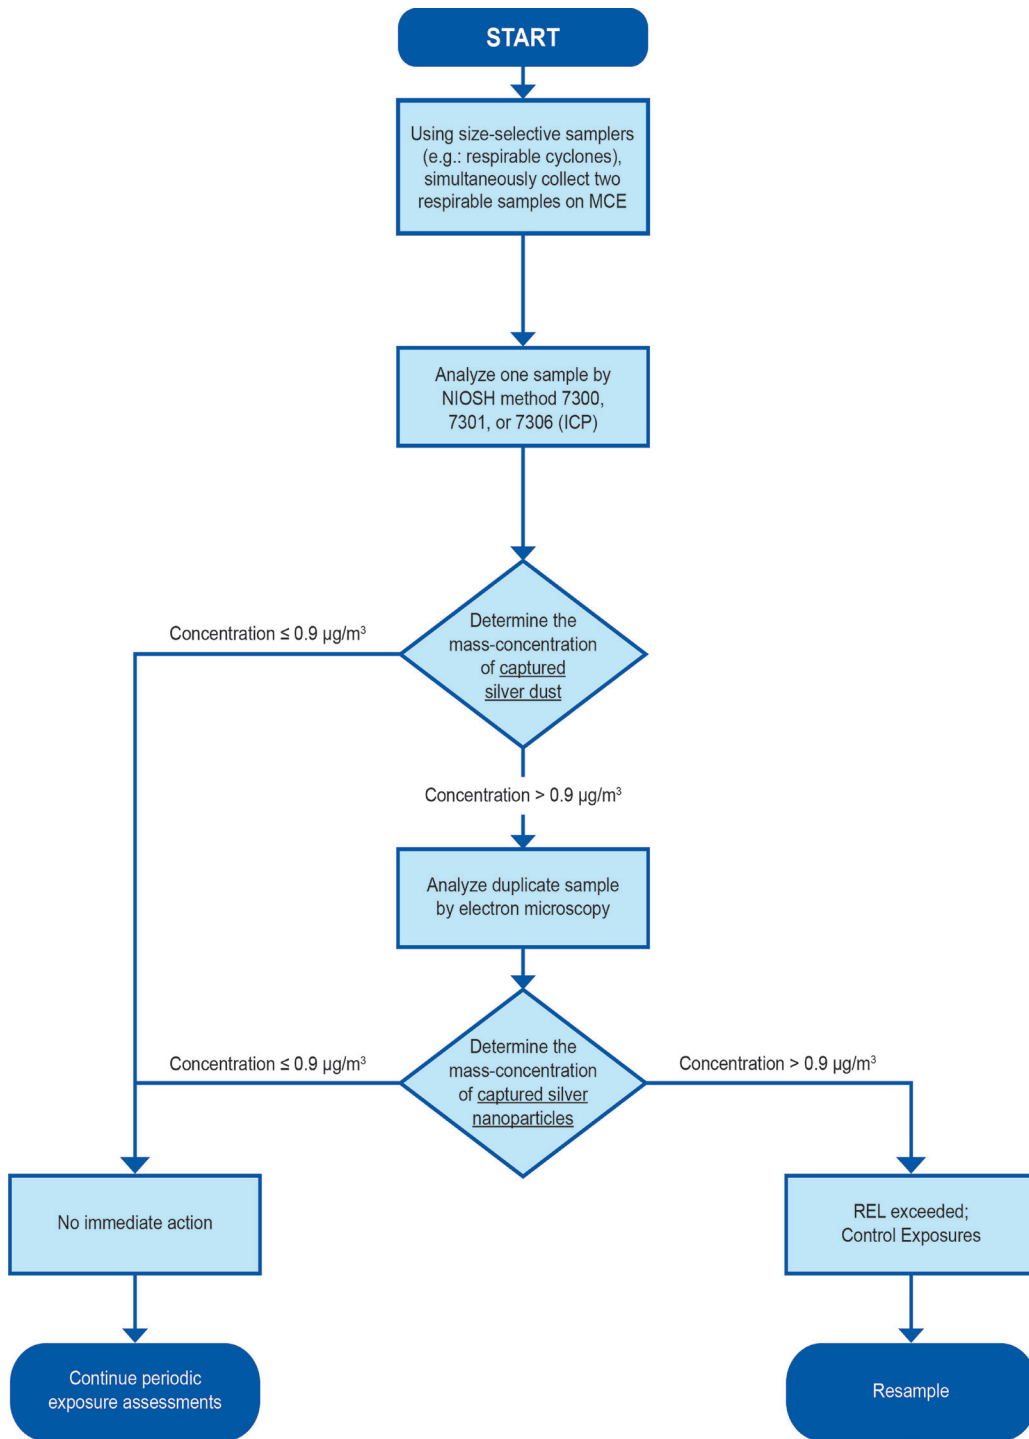 START
Using size-selective samplers
(e.g.: respirable cyclones),
simultaneously collect two
respirable samples on MCE
Analyze one sample by
NIOSH method 7300,
7301, or 7306 (ICP)
Determine the
mass-concentration
of captured
silver dust
Concentration ≤ 0.9 µg/m³
Concentration > 0.9 µg/m³
Analyze duplicate sample
by electron microscopy
Determine the
mass-concentration
of captured silver
nanoparticles
Concentration ≤ 0.9 µg/m³
Concentration > 0.9 µg/m³
No immediate action
REL exceeded;
Control Exposures
Continue periodic
exposure assessments
Resample